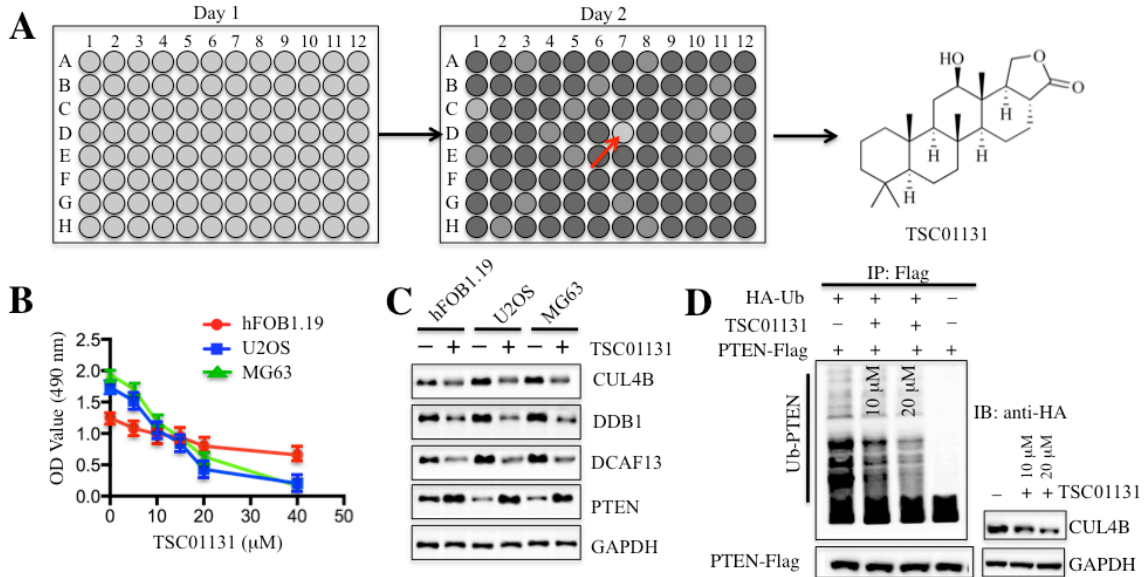 A
Day 1
1 2 3 4 5 6 7 8 9 10 11 12
A
B
C
D
E
F
G
H
Day 2
1 2 3 4 5 6 7 8 9 10 11 12
A
B
C
D
E
F
G
H
HO
O
O
H
H
H
H
TSC01131
B
hFOB1.19
U2OS
MG63
OD Value (490 nm)
2.5
2.0
1.5
1.0
0.5
0.0
0 10 20 30 40 50
TSC01131 (μM)
C
hFOB1.19
U2OS
MG63
− + − + − + TSC01131
CUL4B
DDB1
DCAF13
PTEN
GAPDH
D
IP: Flag
HA-Ub + + + −
TSC01131 − + + −
PTEN-Flag + + + +
10 μM
20 μM
Ub-PTEN
IB: anti-HA
PTEN-Flag
10 μM
20 μM
− + + TSC01131
CUL4B
GAPDH